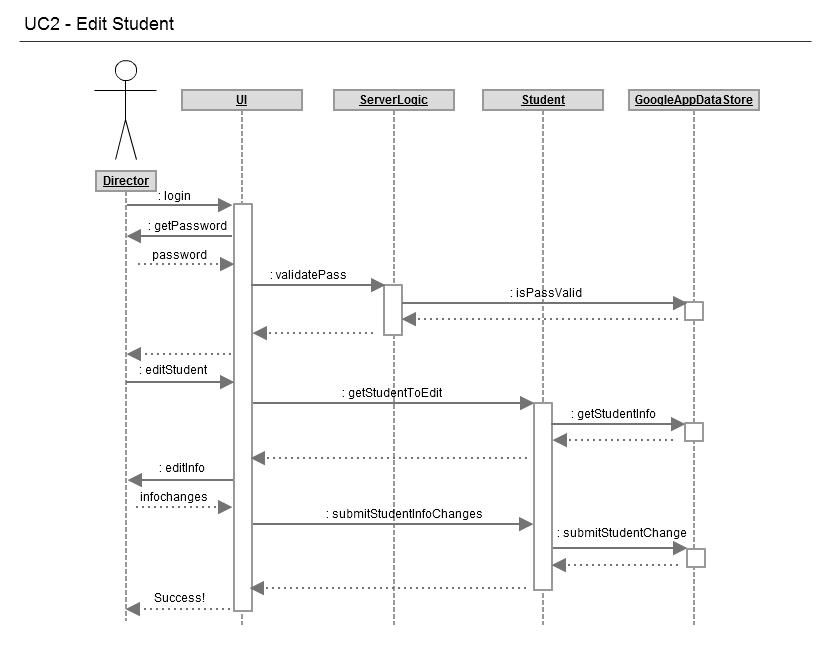 UC2 - Edit Student
UI
ServerLogic
Student
GoogleAppDataStore
Director
: login
: getPassword
password
: validatePass
: isPassValid
: editStudent
: getStudentToEdit
: getStudentInfo
: editInfo
infochanges
: submitStudentInfoChanges
: submitStudentChange
Success!